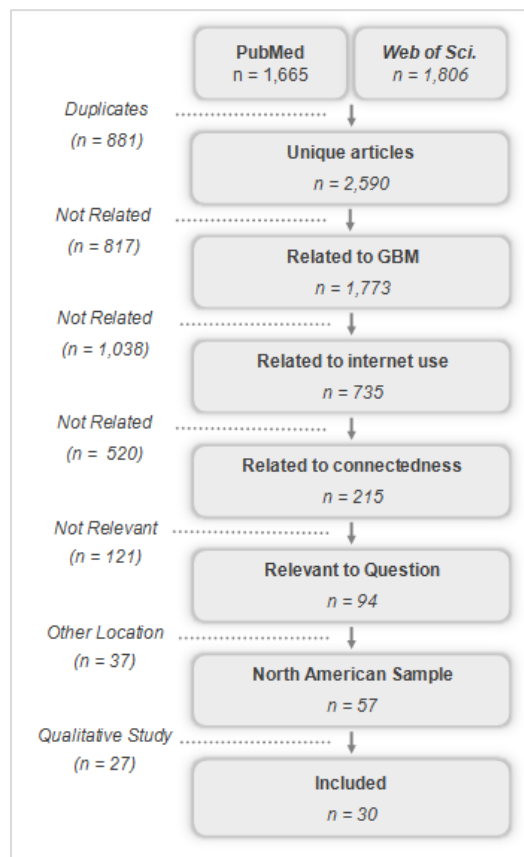 PubMed
n = 1,665
Web of Sci.
n = 1,806
Duplicates
(n = 881)
Unique articles
n = 2,590
Not Related
(n = 817)
Related to GBM
n = 1,773
Not Related
(n = 1,038)
Related to internet use
n = 735
Not Related
(n =  520)
Related to connectedness
n = 215
Not Relevant
(n = 121)
Relevant to Question
n = 94
Other Location
(n = 37)
North American Sample
n = 57
Qualitative Study
(n = 27)
Included
n = 30